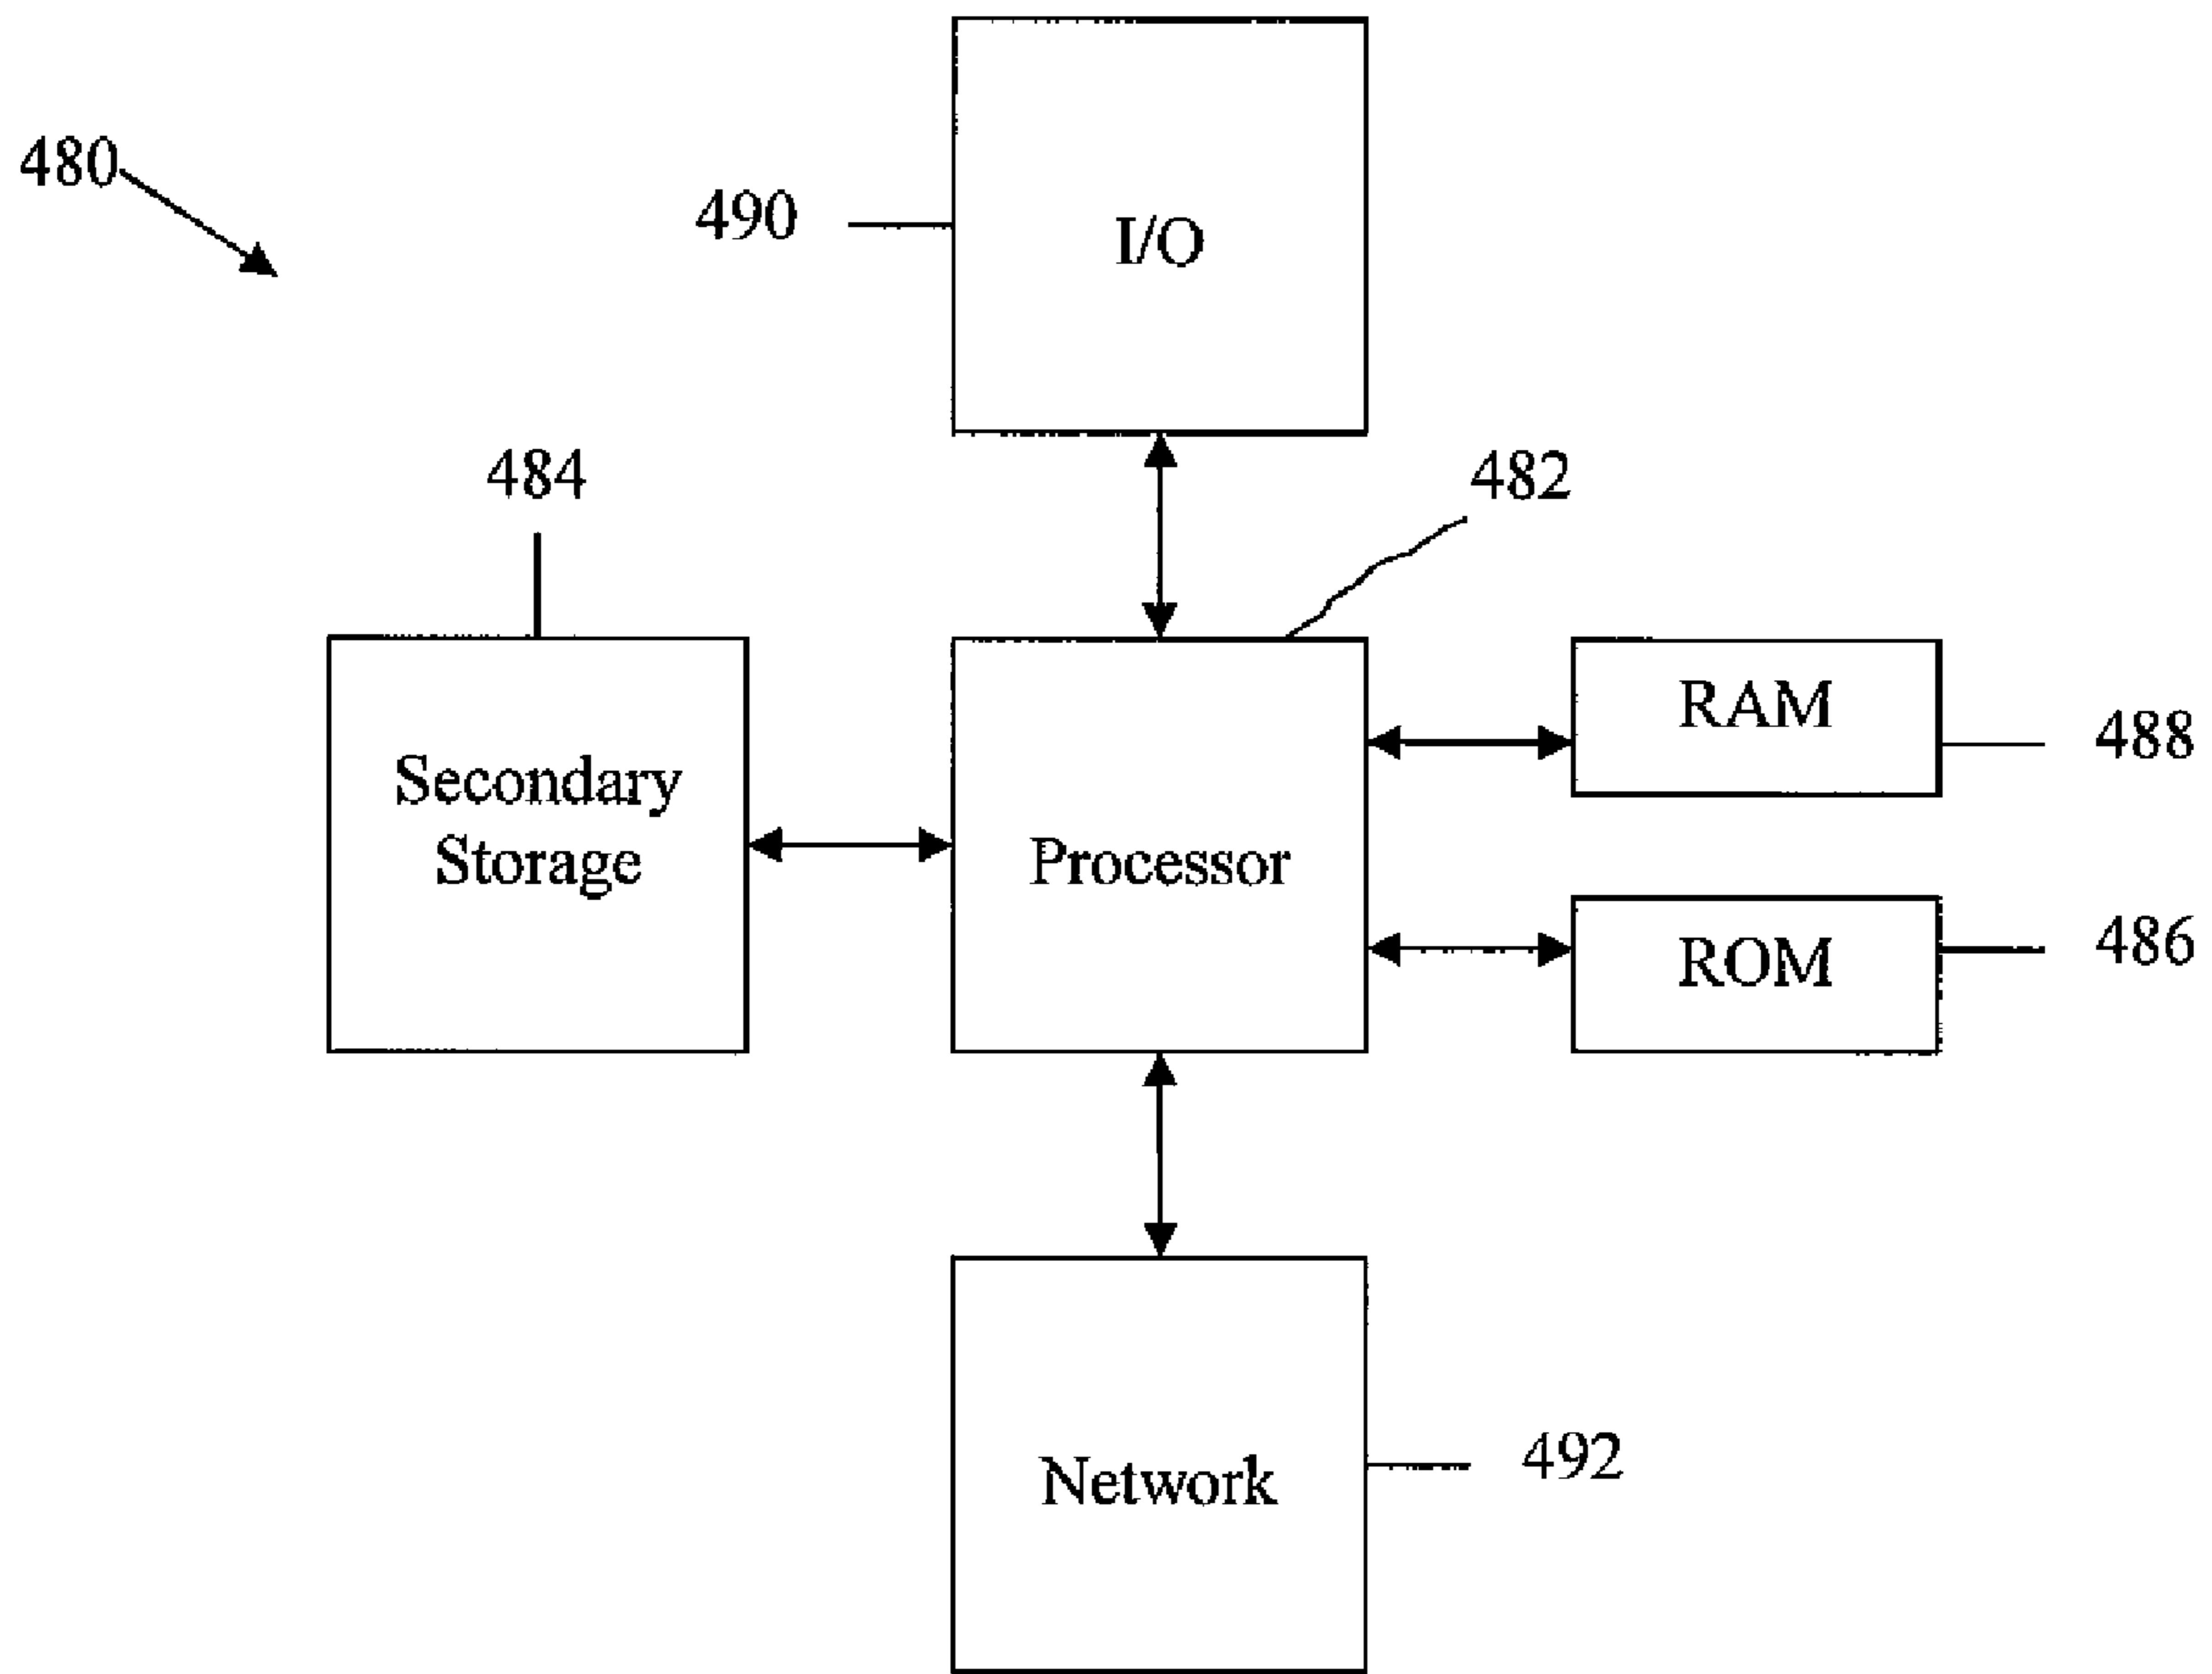 480
490
I/O
484
482
Secondary
Storage
Processor
RAM
488
ROM
486
Network
492